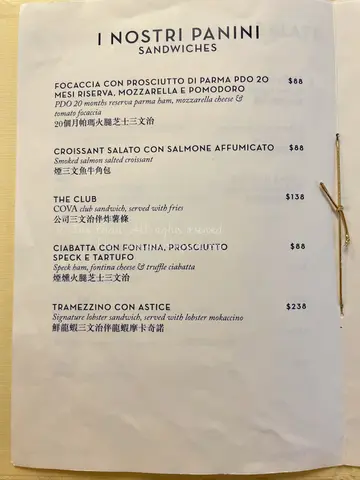 I NOSTRI PANINI
SANDWICHES
FOCACCIA CON PROSCIUTTO DI PARMA PDO 20 $88
MESI RISERVA, MOZZARELLA E POMODORO
PDO 20 months reserva parma ham, mozzarella cheese &
tomato focaccia
20個月帕瑪火腿芝士三文治
CROISSANT SALATO CON SALMONE AFFUMICATO $88
Smoked salmon salted croissant
煙三文魚牛角包
THE CLUB $138
COVA club sandwich, served with fries
公司三文治伴炸薯條
CIABATTA CON FONTINA, PROSCIUTTO $88
SPECK E TARTUFO
Speck ham, fontina cheese & truffle ciabatta
煙燻火腿芝士三文治
TRAMEZZINO CON ASTICE $238
Signature lobster sandwich, served with lobster mokaccino
鮮龍蝦三文治伴龍蝦摩卡奇諾